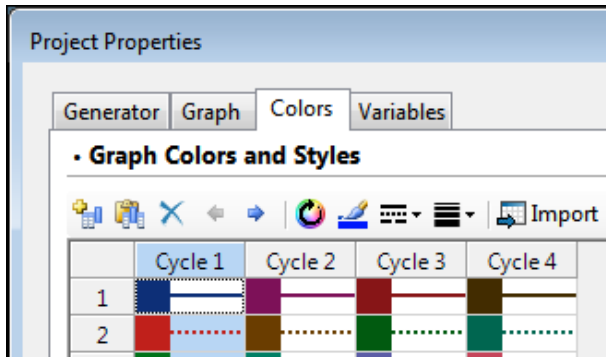 Project Properties
Generator Graph Colors Variables
· Graph Colors and Styles
Import
Cycle 1 Cycle 2 Cycle 3 Cycle 4
1
2